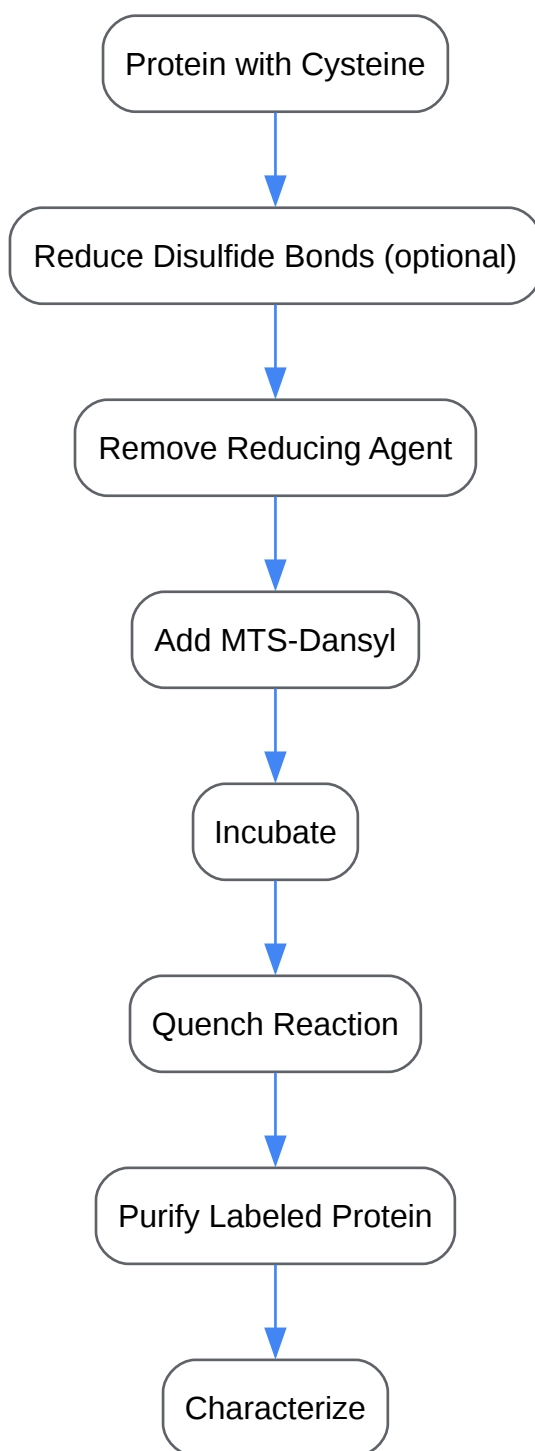 Protein with Cysteine
Reduce Disulfide Bonds (optional)
Remove Reducing Agent
Add MTS-Dansyl
Incubate
Quench Reaction
Purify Labeled Protein
Characterize